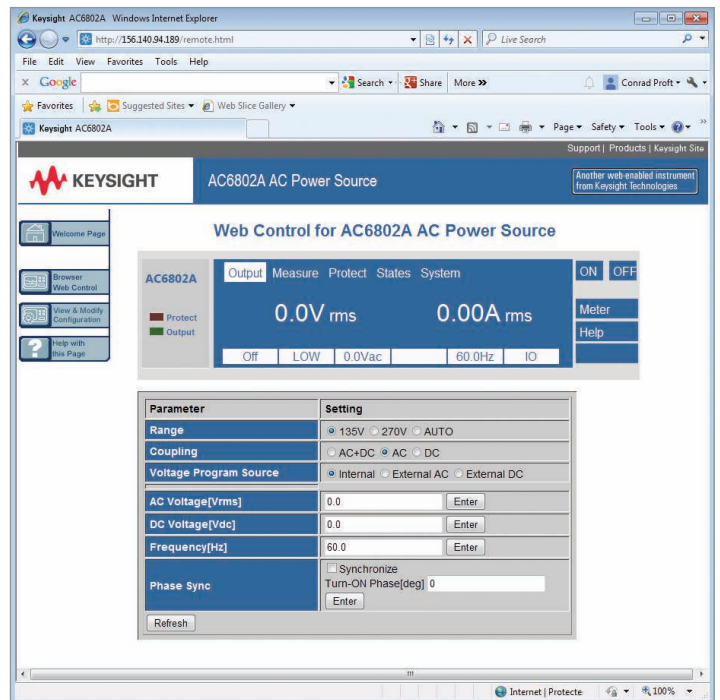 Keysight AC6802A Windows Internet Explorer
http://156.140.94.189/remote.html
Live Search
File Edit View Favorites Tools Help
x Google
Search
Share
More »
Conrad Proft
Favorites
Suggested Sites
Web Slice Gallery
Keysight AC6802A
Page Safety Tools
Support | Products | Keysight Site
KEYSIGHT
AC6802A AC Power Source
Another web-enabled instrument
from Keysight Technologies
Welcome Page
Browser
Web Control
View & Modify
Configuration
Help with
this Page
Web Control for AC6802A AC Power Source
AC6802A
Protect
Output
Output Measure Protect States System
0.0V rms 0.00A rms
Off LOW 0.0Vac 60.0Hz IO
ON OFF
Meter
Help
Parameter Setting
Range 135V 270V AUTO
Coupling AC+DC AC DC
Voltage Program Source Internal External AC External DC
AC Voltage[Vrms] 0.0 Enter
DC Voltage[Vdc] 0.0 Enter
Frequency[Hz] 60.0 Enter
Phase Sync
Synchronize
Turn-ON Phase[deg] 0
Enter
Refresh
Internet | Protecte
100%